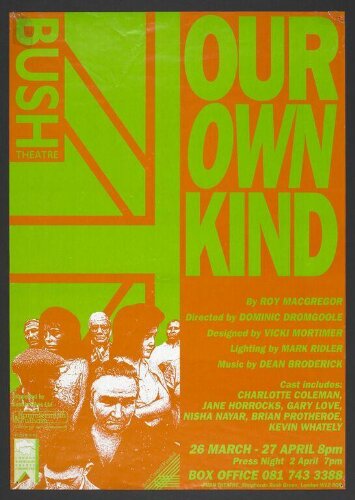 BUSH
THEATRE
OUR
OWN
KIND
By ROY MACGREGOR
Directed by DOMINIC DROMGOOLE
Designed by VICKI MORTIMER
Lighting by MARK RIDLER
Music by DEAN BRODERICK
Cast includes:
CHARLOTTE COLEMAN,
JANE HORROCKS, GARY LOVE,
NISHA NAYAR, BRIAN PROTHEROE,
KEVIN WHATELY
26 MARCH - 27 APRIL 8pm
Press Night 2 April 7pm
BOX OFFICE 081 743 3388